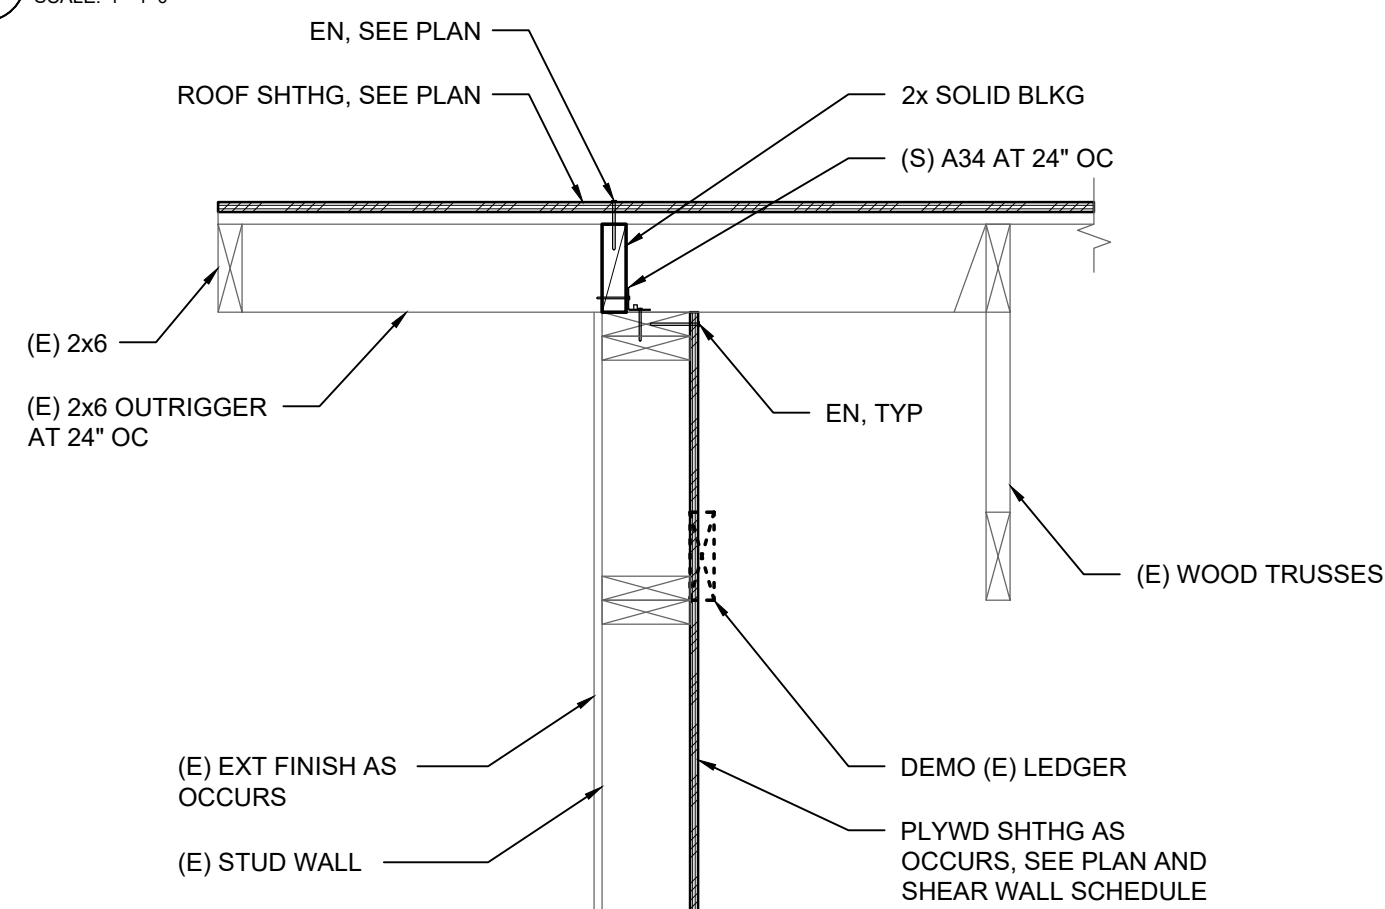 EN, SEE PLAN
ROOF SHTHG, SEE PLAN
2x SOLID BLKG
(S) A34 AT 24" OC
(E) 2x6
(E) 2x6 OUTRIGGER
AT 24" OC
EN, TYP
(E) WOOD TRUSSES
(E) EXT FINISH AS
OCCURS
(E) STUD WALL
DEMO (E) LEDGER
PLYWD SHTHG AS
OCCURS, SEE PLAN AND
SHEAR WALL SCHEDULE